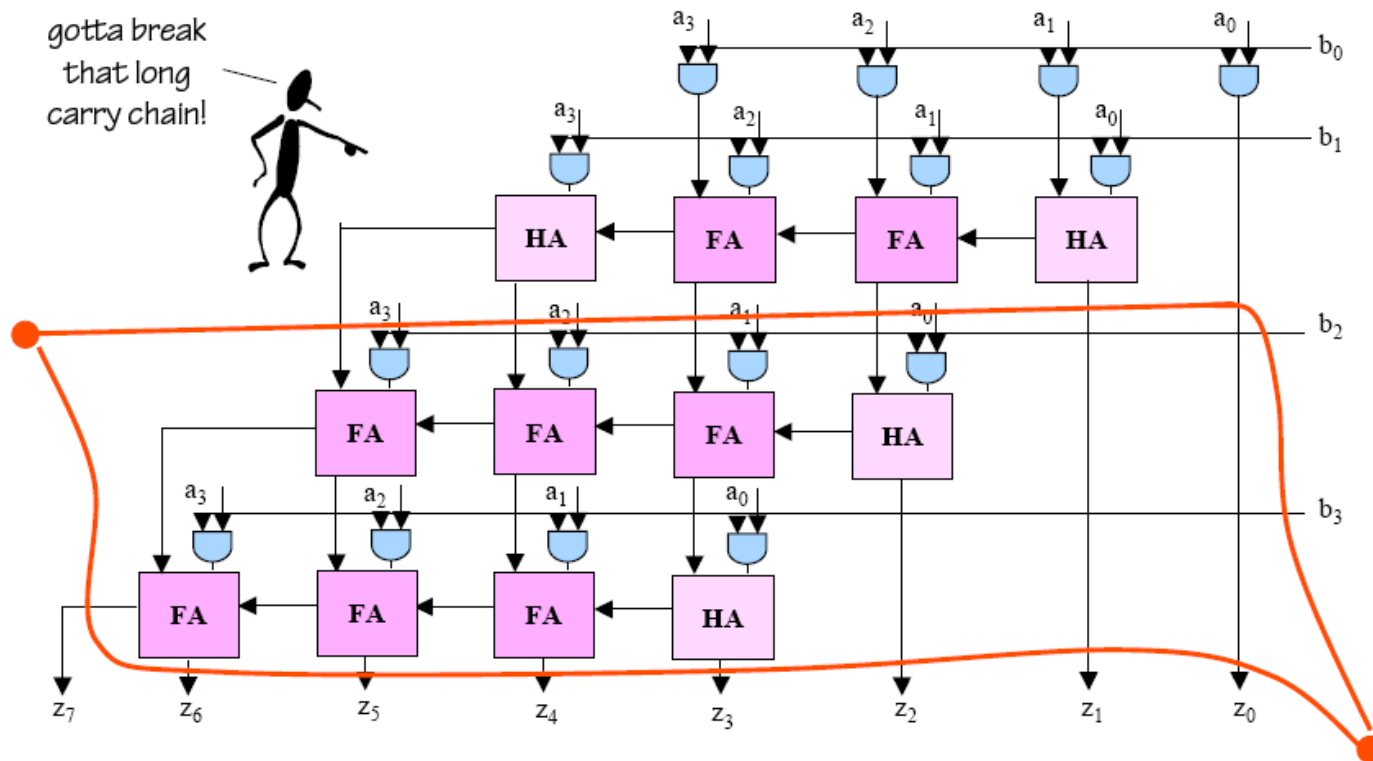 gotta break
that long
carry chain!
a₃ a₂ a₁ a₀ b₀
a₃ a₂ a₁ a₀ b₁
HA FA FA HA
a₃ a₂ a₁ a₀ b₂
FA FA FA HA
a₃ a₂ a₁ a₀ b₃
FA FA FA HA
z₇ z₆ z₅ z₄ z₃ z₂ z₁ z₀